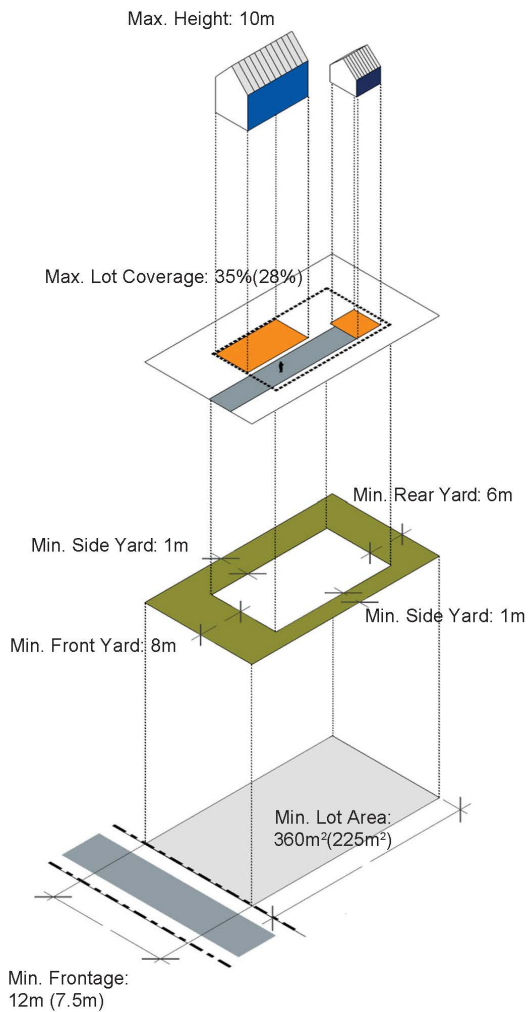 Max. Height: 10m
Max. Lot Coverage: 35%(28%)
Min. Rear Yard: 6m
Min. Side Yard: 1m
Min. Side Yard: 1m
Min. Front Yard: 8m
Min. Lot Area:
360m²(225m²)
Min. Frontage:
12m (7.5m)